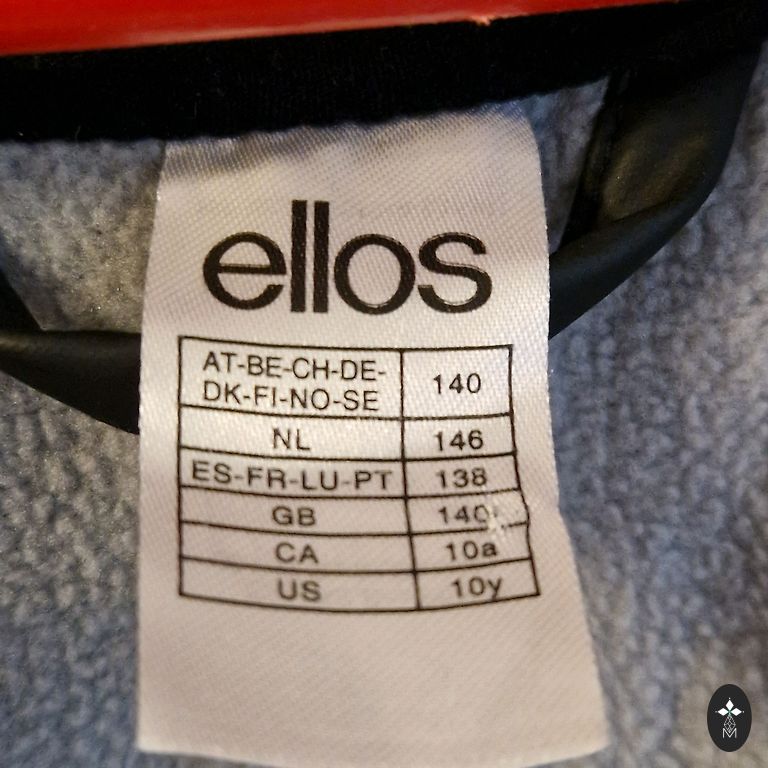 ellos
AT-BE-CH-DE-
DK-FI-NO-SE 140
NL 146
ES-FR-LU-PT 138
GB 140
CA 10a
US 10y
M